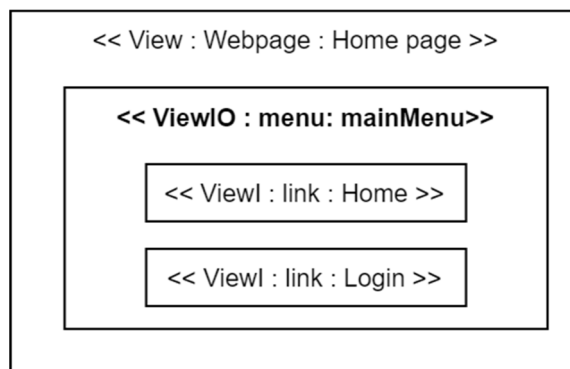 << View : Webpage : Home page >>
<< ViewIO : menu: mainMenu>>
<< ViewI : link : Home >>
<< ViewI : link : Login >>